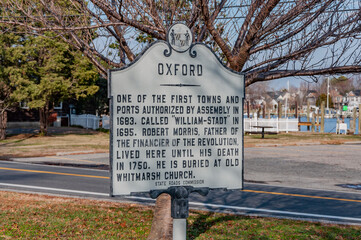 OXFORD
ONE OF THE FIRST TOWNS AND
PORTS AUTHORIZED BY ASSEMBLY IN
1683. CALLED "WILLIAM-STADT" IN
1695. ROBERT MORRIS, FATHER OF
THE FINANCIER OF THE REVOLUTION,
LIVED HERE UNTIL HIS DEATH
IN 1750. HE IS BURIED AT OLD
WHITMARSH CHURCH.
STATE ROADS COMMISSION